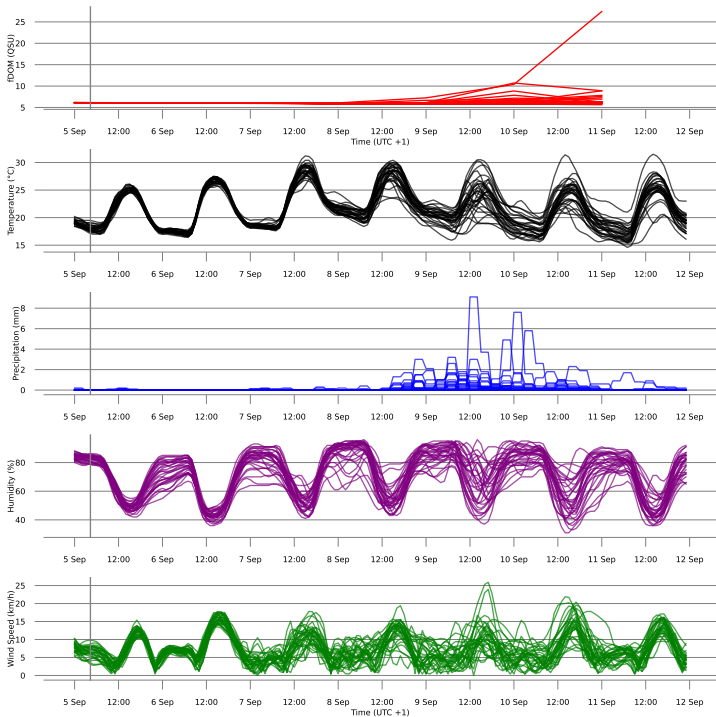 fDOM (QSU)
25
20
15
10
5
5 Sep 12:00 6 Sep 12:00 7 Sep 12:00 8 Sep 12:00 9 Sep 12:00 10 Sep 12:00 11 Sep 12:00 12 Sep
Time (UTC +1)
Temperature (°C)
30
25
20
15
5 Sep 12:00 6 Sep 12:00 7 Sep 12:00 8 Sep 12:00 9 Sep 12:00 10 Sep 12:00 11 Sep 12:00 12 Sep
Precipitation (mm)
8
6
4
2
0
5 Sep 12:00 6 Sep 12:00 7 Sep 12:00 8 Sep 12:00 9 Sep 12:00 10 Sep 12:00 11 Sep 12:00 12 Sep
Humidity (%)
80
60
40
5 Sep 12:00 6 Sep 12:00 7 Sep 12:00 8 Sep 12:00 9 Sep 12:00 10 Sep 12:00 11 Sep 12:00 12 Sep
Wind Speed (km/h)
25
20
15
10
5
0
5 Sep 12:00 6 Sep 12:00 7 Sep 12:00 8 Sep 12:00 9 Sep 12:00 10 Sep 12:00 11 Sep 12:00 12 Sep
Time (UTC +1)